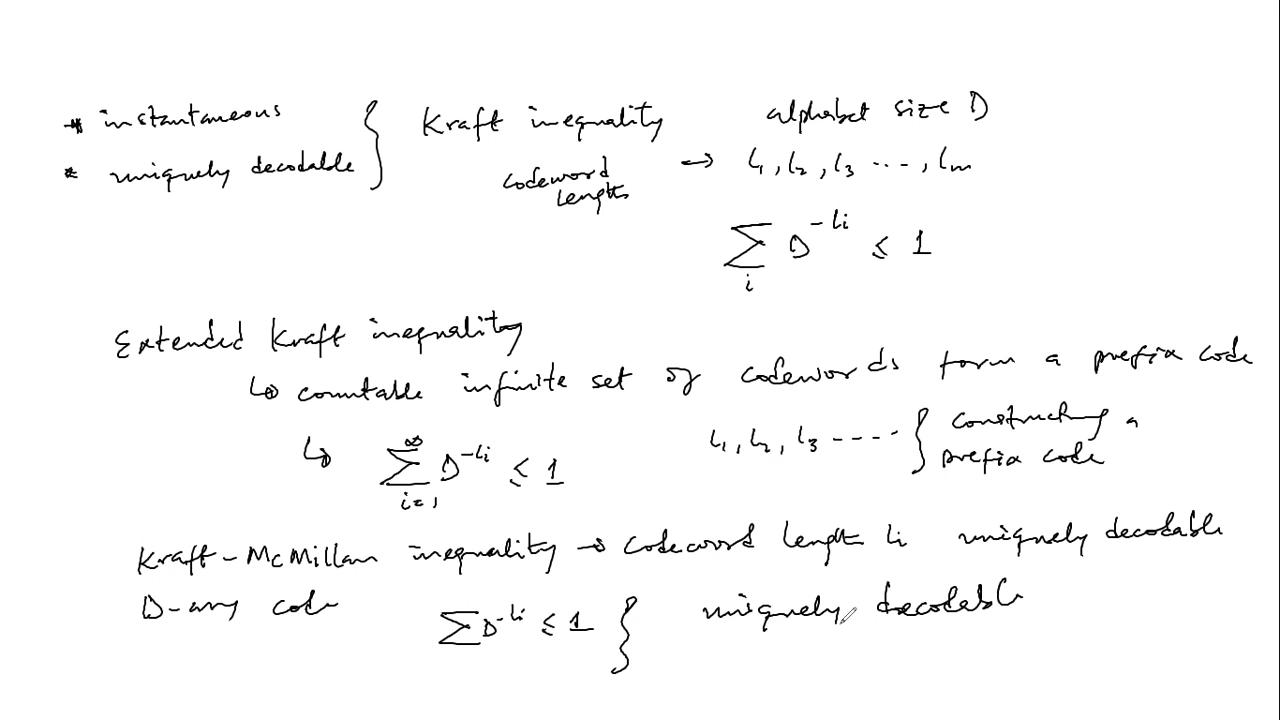 * instantaneous } Kraft inequality alphabet size D
* uniquely decodable codeword lengths → l1, l2, l3 ..., lm
∑_i D^{-li} ≤ 1
Extended Kraft inequality
↳ countable infinite set of codewords form a prefix code
↳ ∑_{i=1}^{∞} D^{-li} ≤ 1 l1, l2, l3 ---- } constructing a prefix code
Kraft-McMillan inequality → codeword length li uniquely decodable
D-ary code ∑ D^{-li} ≤ 1 } uniquely decodable